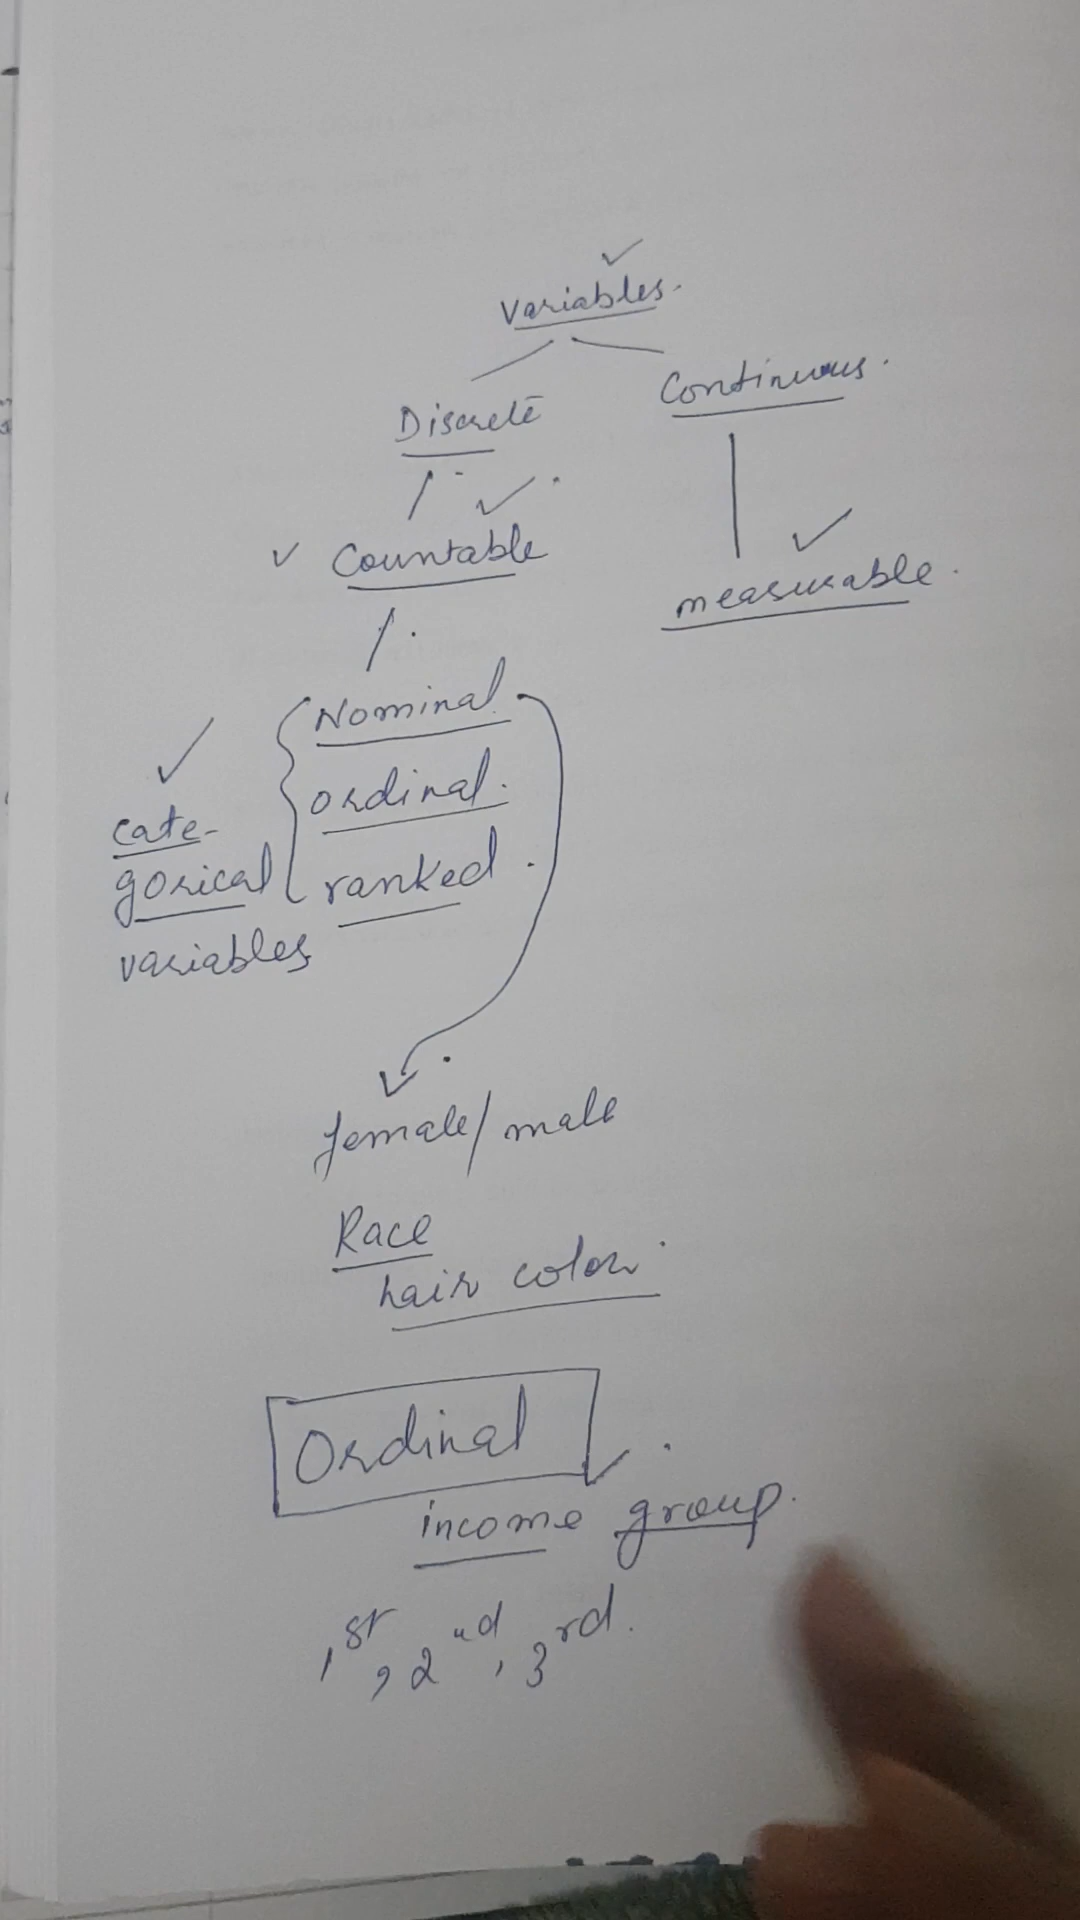 Variables.
Discrete
Continuous.
Countable
measurable.
Nominal
ordinal.
ranked.
cate-
gorical
variables
female/male
Race
hair color
Ordinal
income group.
1st, 2nd, 3rd.